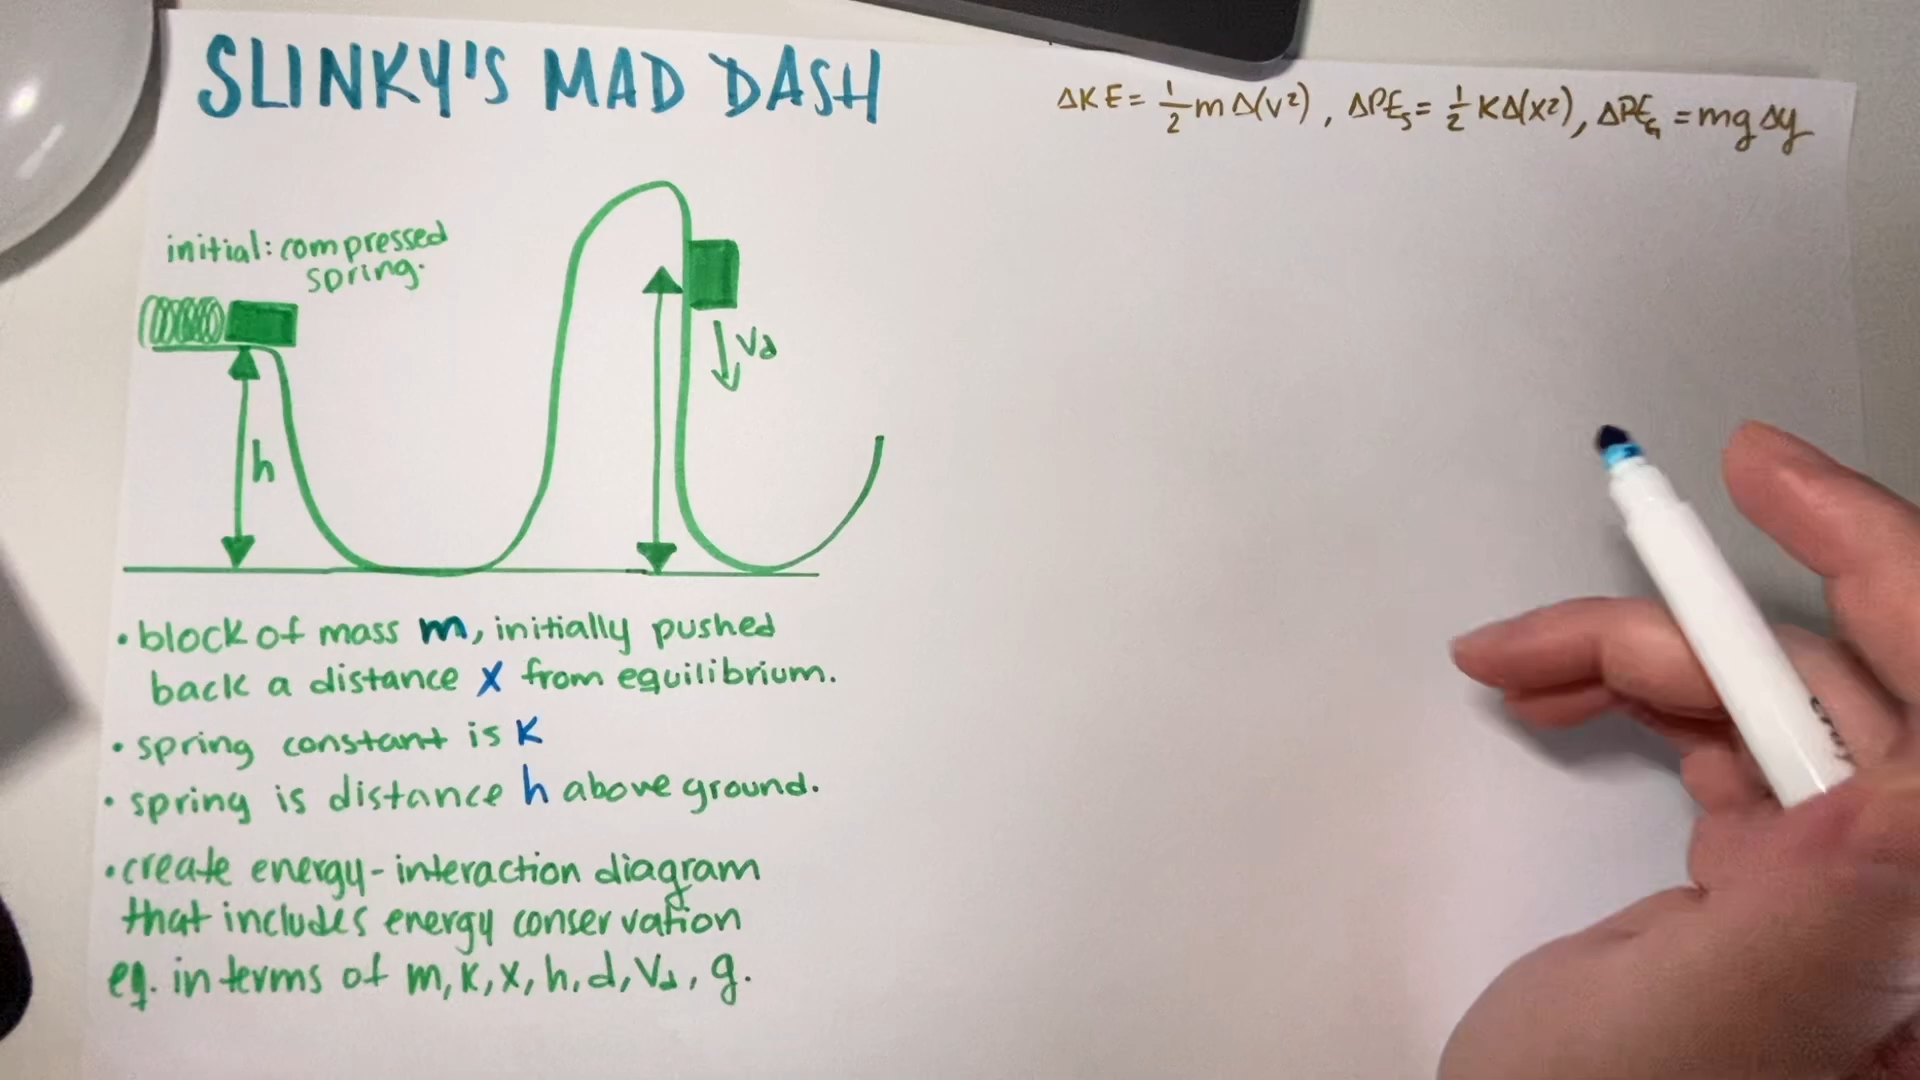 SLINKY'S MAD DASH
ΔKE = 1/2 m Δ(v²), ΔPEs = 1/2 KΔ(x²), ΔPEG = mg Δy
initial: compressed
spring.
h
Vd
• block of mass m, initially pushed
back a distance x from equilibrium.
• spring constant is K
• spring is distance h above ground.
• create energy-interaction diagram
that includes energy conservation
eq. in terms of m, K, x, h, d, Vd, g.